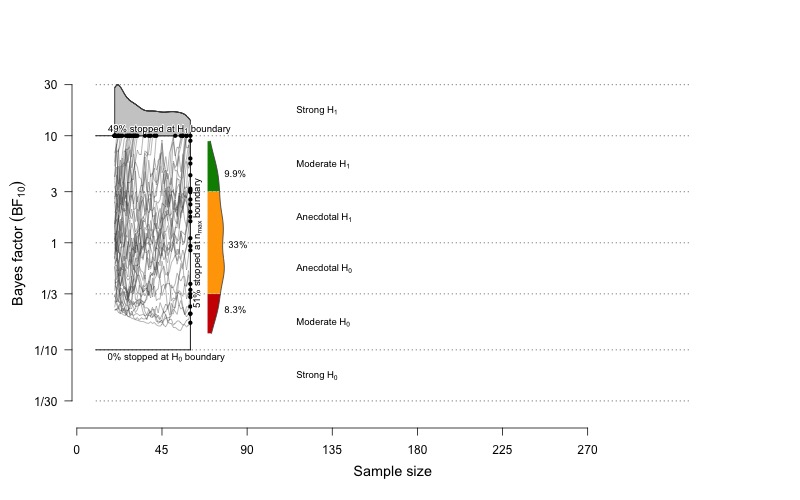 30
Strong H1
49% stopped at H1 boundary
10
Moderate H1
9.9%
3
Anecdotal H1
51% stopped at nmax boundary
Bayes factor (BF10)
1
33%
Anecdotal H0
1/3
8.3%
Moderate H0
1/10
0% stopped at H0 boundary
Strong H0
1/30
0 45 90 135 180 225 270
Sample size